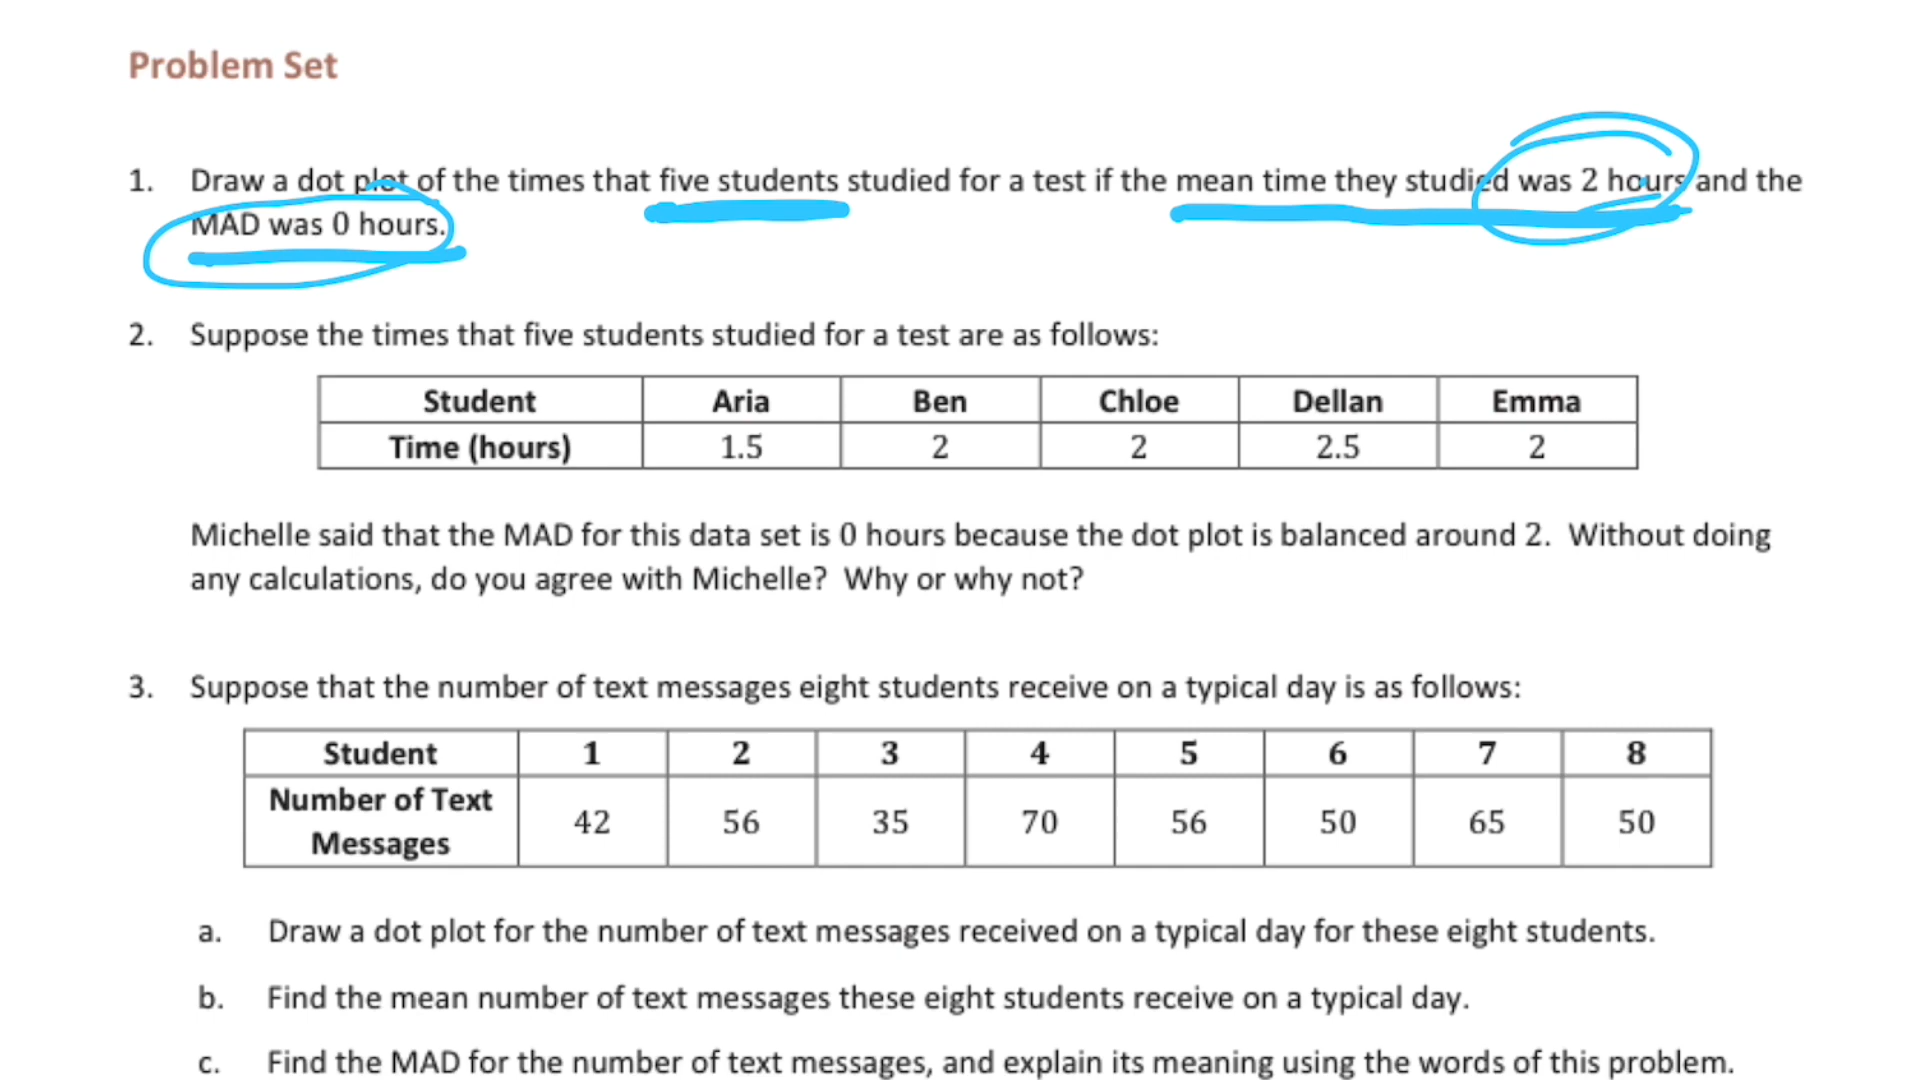 Problem Set
1. Draw a dot plot of the times that five students studied for a test if the mean time they studied was 2 hours and the
MAD was 0 hours.
2. Suppose the times that five students studied for a test are as follows:
Student Aria Ben Chloe Dellan Emma
Time (hours) 1.5 2 2 2.5 2
Michelle said that the MAD for this data set is 0 hours because the dot plot is balanced around 2. Without doing
any calculations, do you agree with Michelle? Why or why not?
3. Suppose that the number of text messages eight students receive on a typical day is as follows:
Student 1 2 3 4 5 6 7 8
Number of Text
Messages 42 56 35 70 56 50 65 50
a. Draw a dot plot for the number of text messages received on a typical day for these eight students.
b. Find the mean number of text messages these eight students receive on a typical day.
c. Find the MAD for the number of text messages, and explain its meaning using the words of this problem.